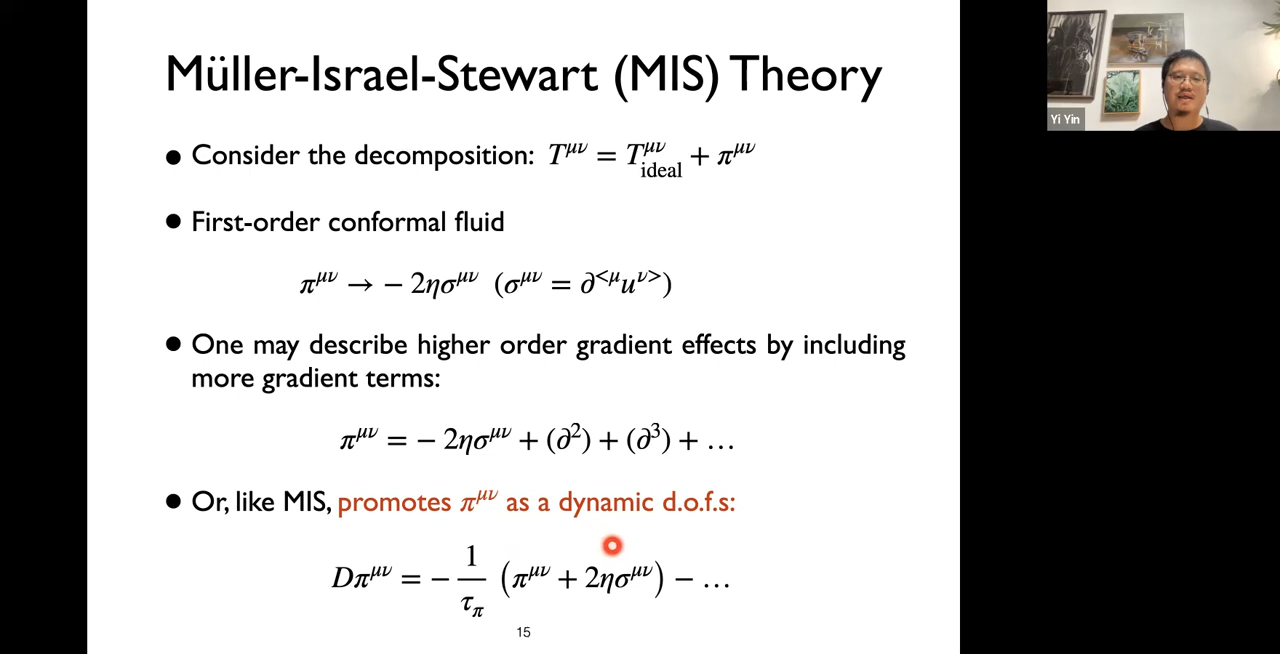 Müller-Israel-Stewart (MIS) Theory
● Consider the decomposition: T^{μν} = T^{μν}_{ideal} + π^{μν}
● First-order conformal fluid
π^{μν} → − 2ησ^{μν} (σ^{μν} = ∂^{<μ}u^{ν>})
● One may describe higher order gradient effects by including
more gradient terms:
π^{μν} = − 2ησ^{μν} + (∂²) + (∂³) + …
● Or, like MIS, promotes π^{μν} as a dynamic d.o.f.s:
Dπ^{μν} = − 1/τ_π (π^{μν} + 2ησ^{μν}) − …
15
Yi Yin